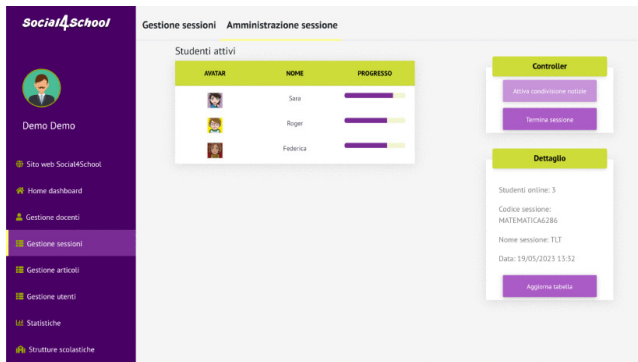 Social4School
Demo Demo
Sito web Social4School
Home dashboard
Gestione docenti
Gestione sessioni
Gestione articoli
Gestione utenti
Statistiche
Strutture scolastiche
Gestione sessioni Amministrazione sessione
Studenti attivi
AVATAR NOME PROGRESSO
Sara
Roger
Federica
Controller
Attiva condivisione notizie
Termina sessione
Dettaglio
Studenti online: 3
Codice sessione:
MATEMATICA6286
Nome sessione: TLT
Data: 19/05/2023 13:32
Aggiorna tabella